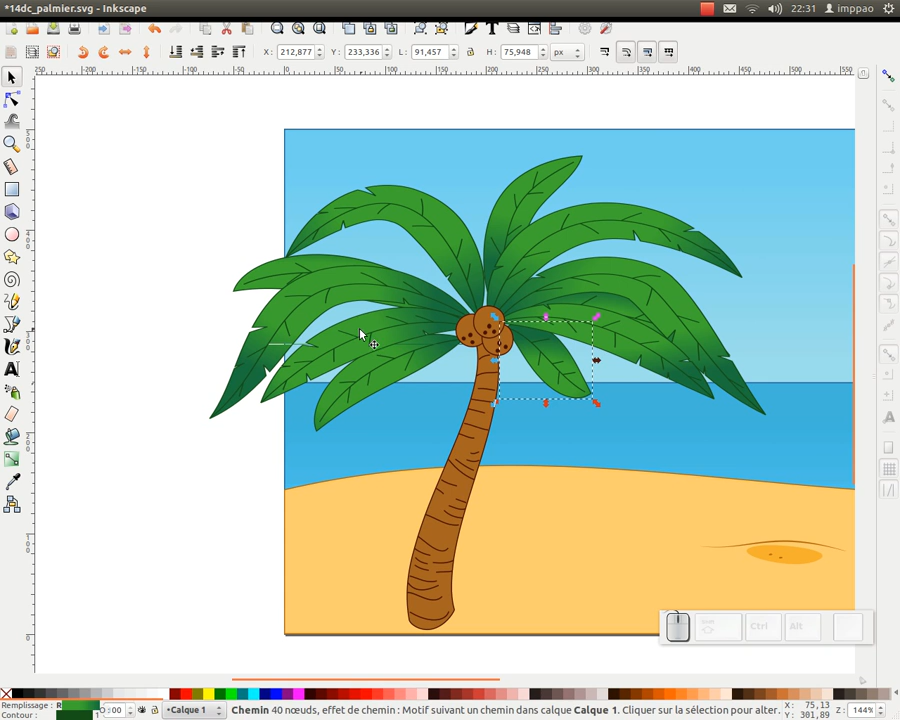 *14dc_palmier.svg - Inkscape
22:31 imppao
X : 212,877 Y : 233,336 L : 91,457 H : 75,948 px
Ctrl Alt
Remplissage : R
Contour :
•Calque 1
Chemin 40 nœuds, effet de chemin : Motif suivant un chemin dans calque Calque 1. Cliquer sur la sélection pour alter.
X : 75,13
Y : 301,89
Z : 144%